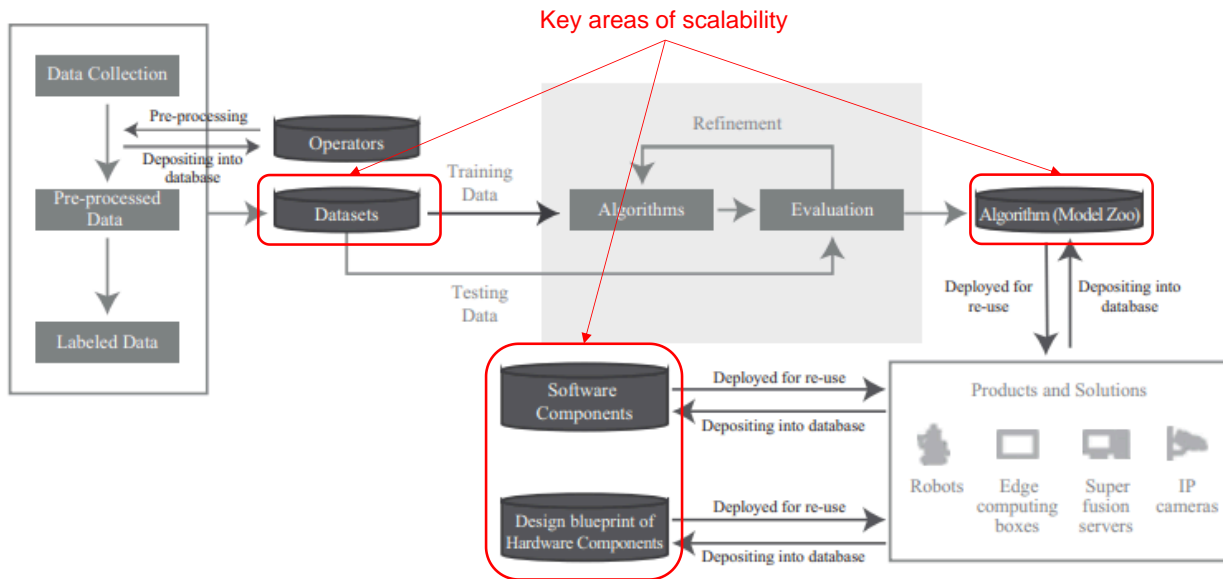 Key areas of scalability
Data Collection
Pre-processing
Depositing into
database
Operators
Pre-processed
Data
Labeled Data
Datasets
Training
Data
Testing
Data
Refinement
Algorithms
Evaluation
Algorithm (Model Zoo)
Deployed for
re-use
Depositing into
database
Software
Components
Deployed for re-use
Depositing into database
Design blueprint of
Hardware Components
Deployed for re-use
Depositing into database
Products and Solutions
Robots
Edge
computing
boxes
Super
fusion
servers
IP
cameras